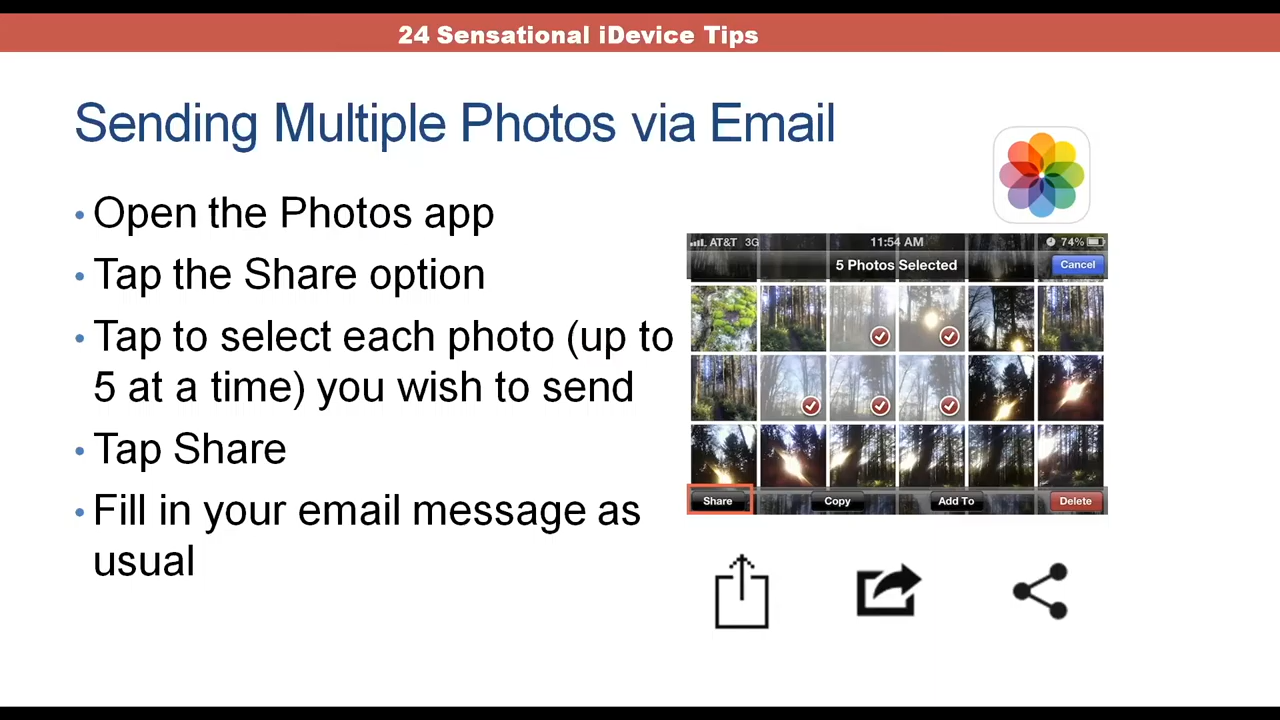 24 Sensational iDevice Tips
Sending Multiple Photos via Email
• Open the Photos app
• Tap the Share option
• Tap to select each photo (up to
5 at a time) you wish to send
• Tap Share
• Fill in your email message as
usual
AT&T 3G 11:54 AM 74%
5 Photos Selected Cancel
Share Copy Add To Delete